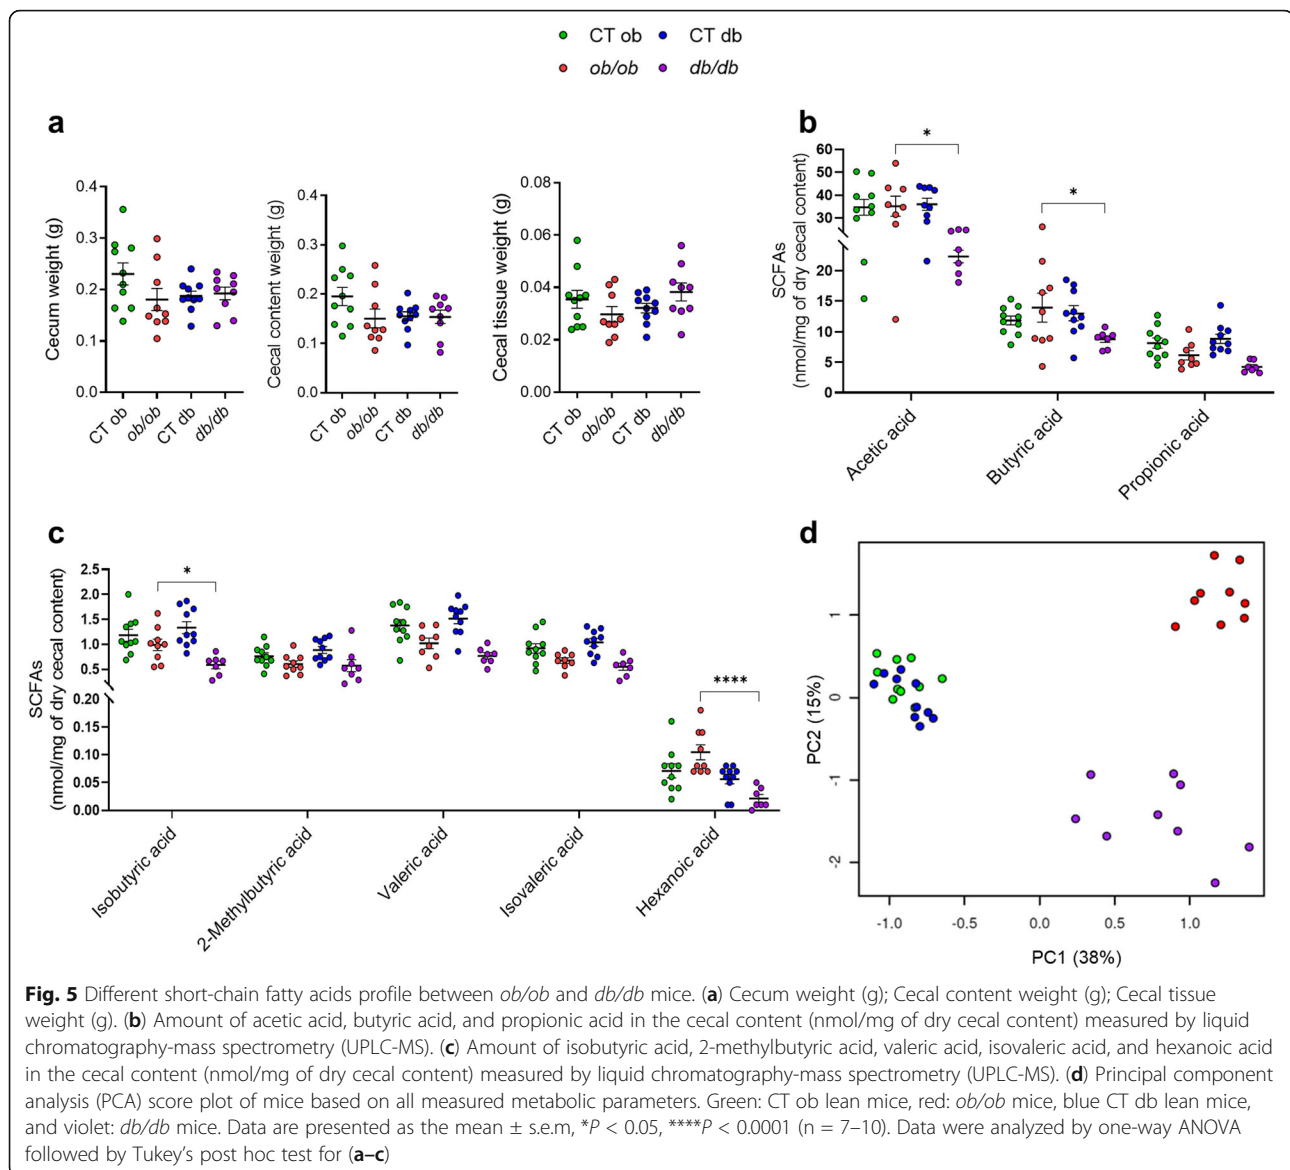 CT ob CT db
ob/ob db/db
a
Cecum weight (g)
0.4
0.3
0.2
0.1
0.0
CT ob
ob/ob
CT db
db/db
Cecal content weight (g)
0.4
0.3
0.2
0.1
0.0
CT ob
ob/ob
CT db
db/db
Cecal tissue weight (g)
0.08
0.06
0.04
0.02
0.00
CT ob
ob/ob
CT db
db/db
b
SCFAs
(nmol/mg of dry cecal content)
60
50
40
30
20
15
10
5
0
*
*
Acetic acid
Butyric acid
Propionic acid
c
SCFAs
(nmol/mg of dry cecal content)
2.5
2.0
1.5
1.0
0.5
0.20
0.15
0.10
0.05
0.00
*
****
Isobutyric acid
2-Methylbutyric acid
Valeric acid
Isovaleric acid
Hexanoic acid
d
PC2 (15%)
1
0
-1
-2
-1.0 -0.5 0.0 0.5 1.0
PC1 (38%)
Fig. 5 Different short-chain fatty acids profile between ob/ob and db/db mice. (a) Cecum weight (g); Cecal content weight (g); Cecal tissue
weight (g). (b) Amount of acetic acid, butyric acid, and propionic acid in the cecal content (nmol/mg of dry cecal content) measured by liquid
chromatography-mass spectrometry (UPLC-MS). (c) Amount of isobutyric acid, 2-methylbutyric acid, valeric acid, isovaleric acid, and hexanoic acid
in the cecal content (nmol/mg of dry cecal content) measured by liquid chromatography-mass spectrometry (UPLC-MS). (d) Principal component
analysis (PCA) score plot of mice based on all measured metabolic parameters. Green: CT ob lean mice, red: ob/ob mice, blue CT db lean mice,
and violet: db/db mice. Data are presented as the mean ± s.e.m, *P < 0.05, ****P < 0.0001 (n = 7–10). Data were analyzed by one-way ANOVA
followed by Tukey's post hoc test for (a–c)